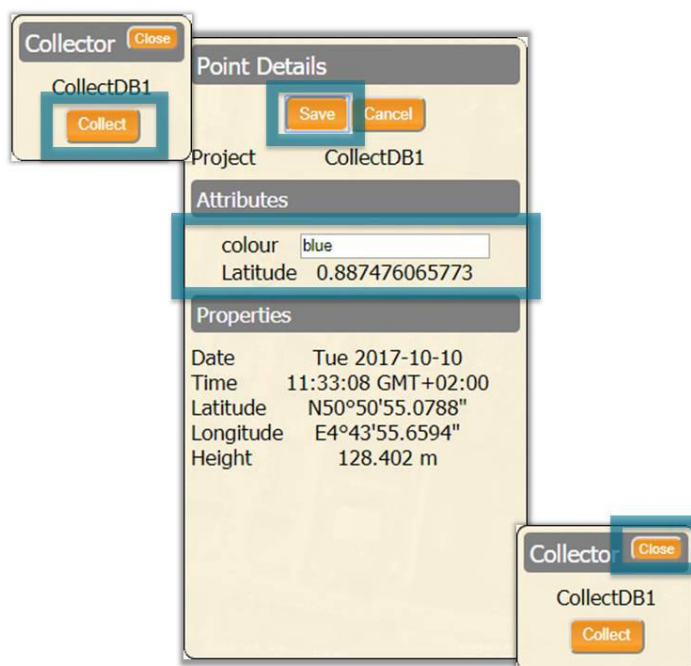 Collector Close
CollectDB1
Collect
Point Details
Save Cancel
Project CollectDB1
Attributes
colour blue
Latitude 0.887476065773
Properties
Date Tue 2017-10-10
Time 11:33:08 GMT+02:00
Latitude N50°50'55.0788"
Longitude E4°43'55.6594"
Height 128.402 m
Collector Close
CollectDB1
Collect